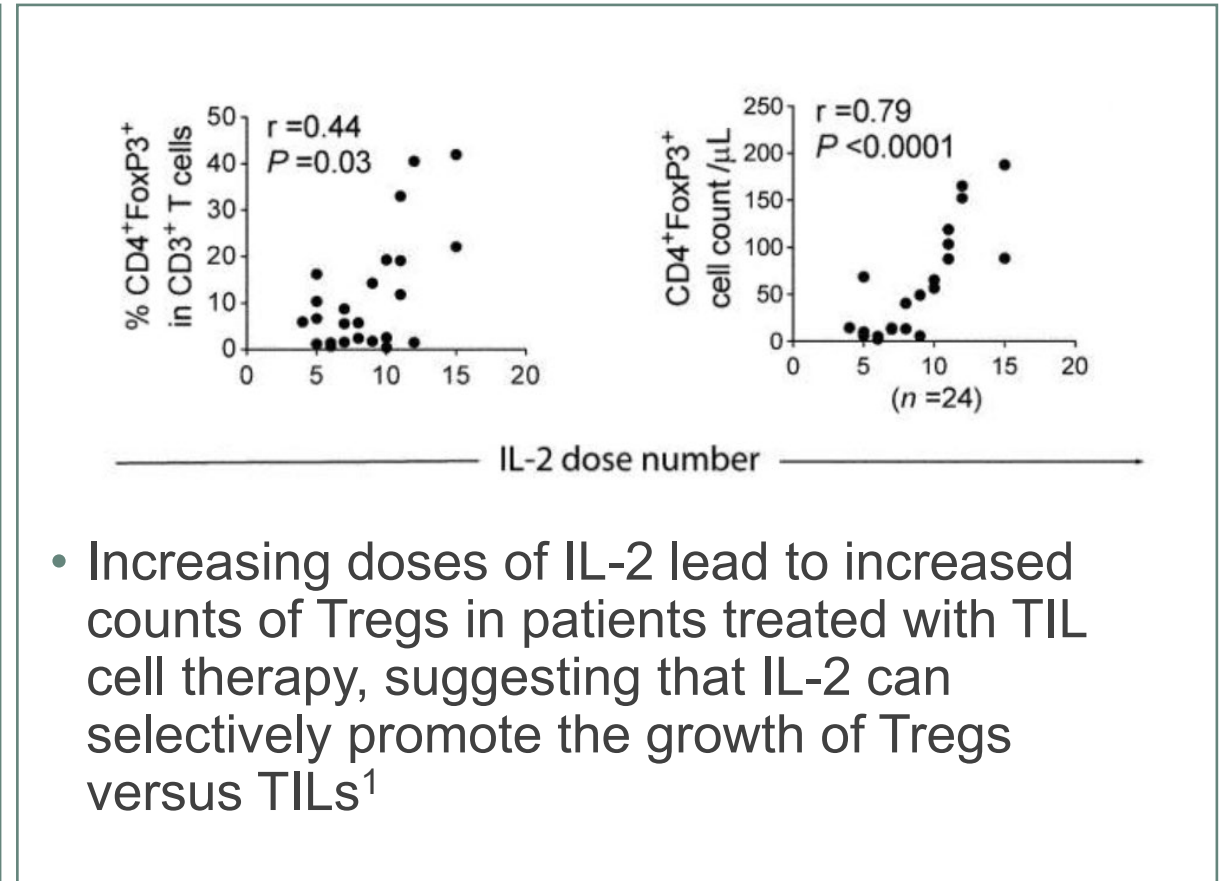 % CD4⁺FoxP3⁺
in CD3⁺ T cells
50
40
30
20
10
0
r =0.44
P =0.03
0 5 10 15 20
CD4⁺FoxP3⁺
cell count /μL
250
200
150
100
50
0
r =0.79
P <0.0001
0 5 10 15 20
(n =24)
IL-2 dose number
• Increasing doses of IL-2 lead to increased
counts of Tregs in patients treated with TIL
cell therapy, suggesting that IL-2 can
selectively promote the growth of Tregs
versus TILs¹